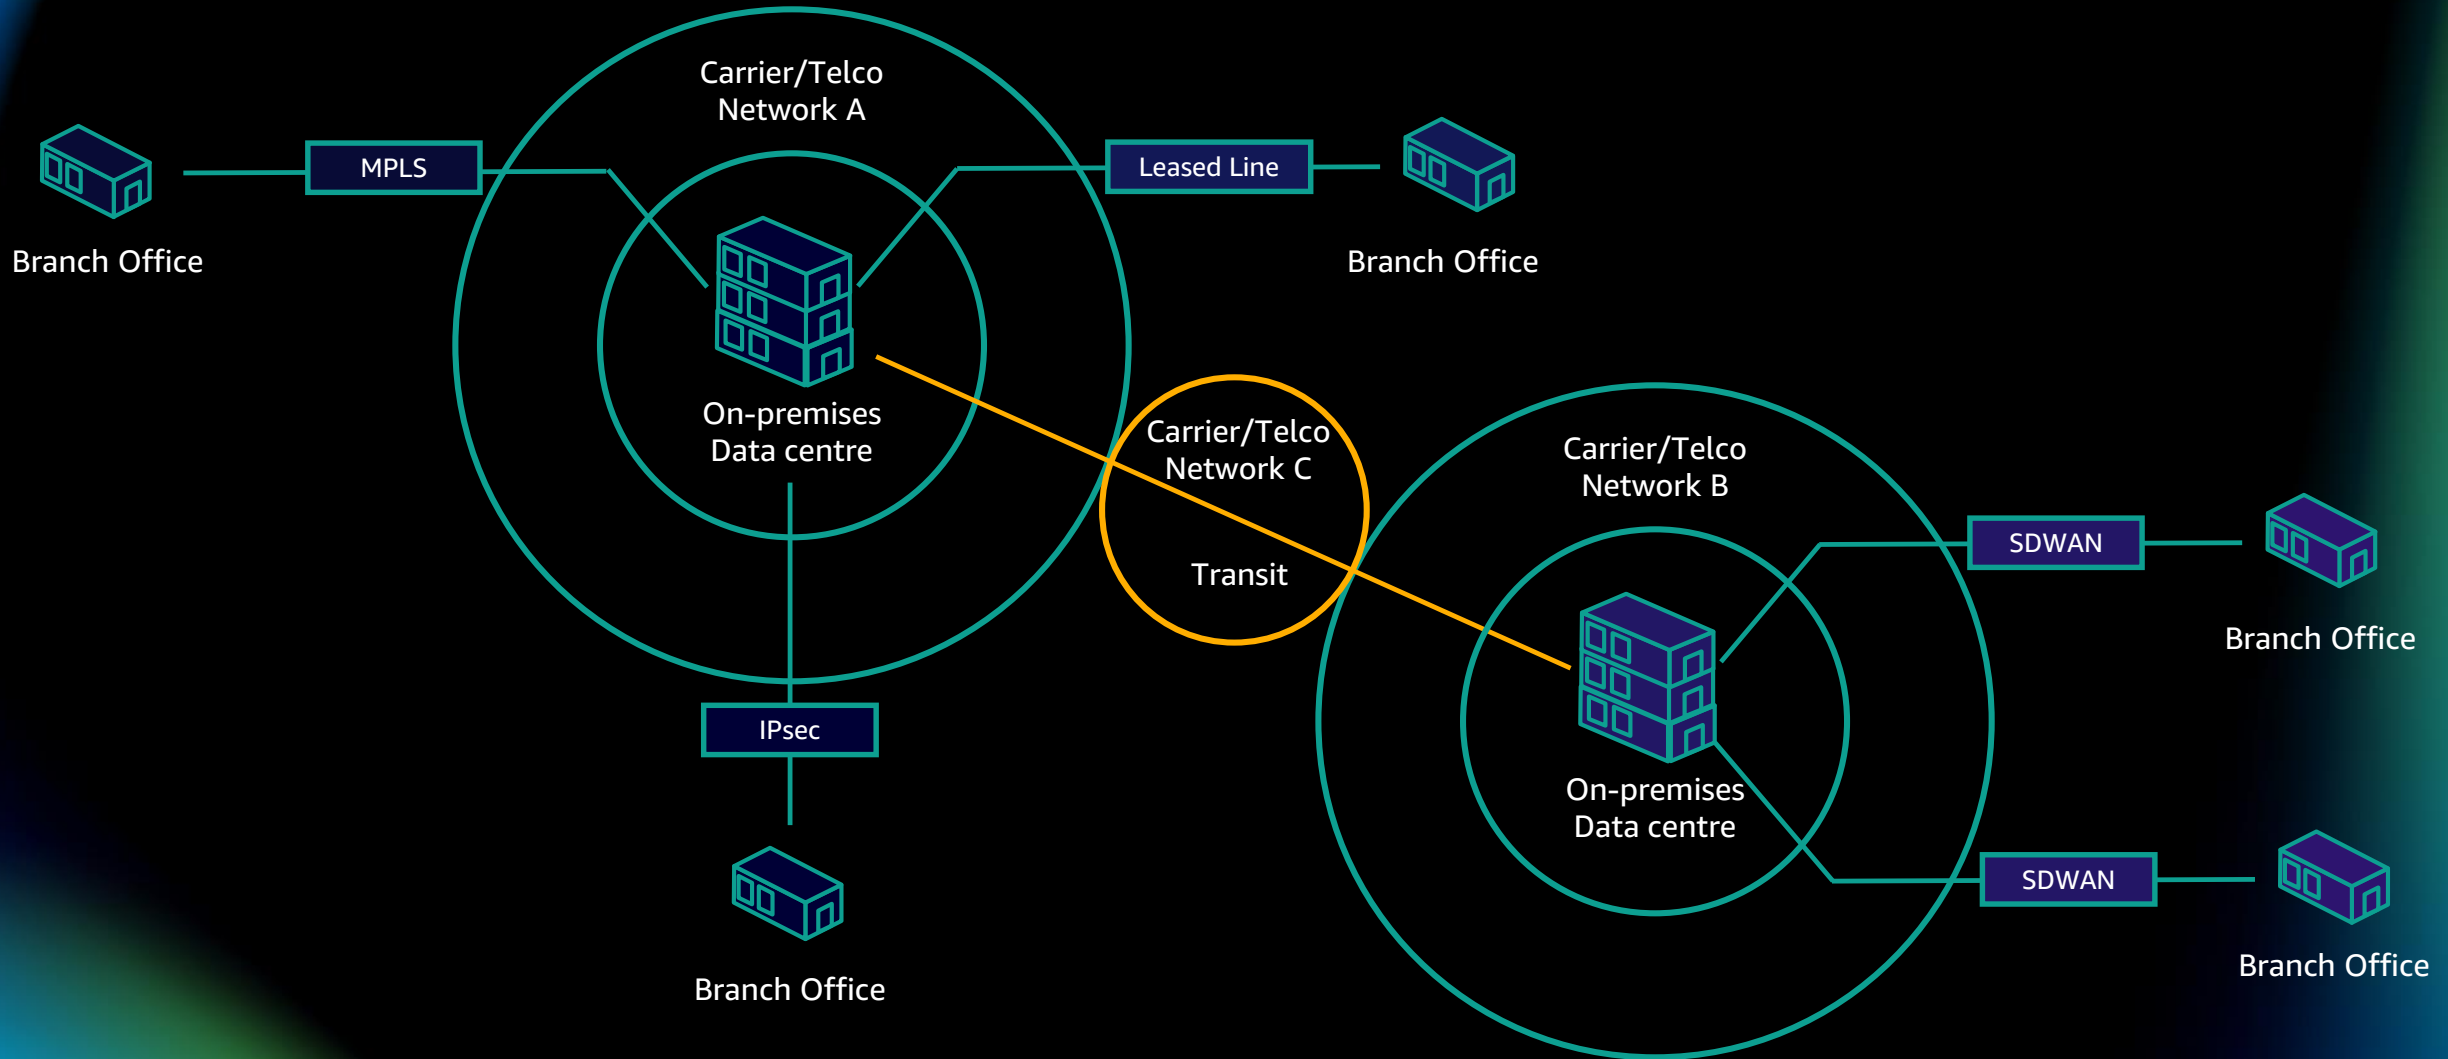 Carrier/Telco
Network A
MPLS
Leased Line
Branch Office
Branch Office
On-premises
Data centre
Carrier/Telco
Network C
Transit
Carrier/Telco
Network B
SDWAN
Branch Office
IPsec
On-premises
Data centre
SDWAN
Branch Office
Branch Office